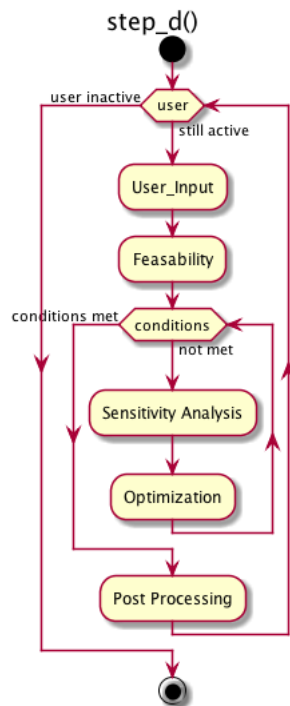 step_d()
user inactive
user
still active
User_Input
Feasability
conditions met
conditions
not met
Sensitivity Analysis
Optimization
Post Processing